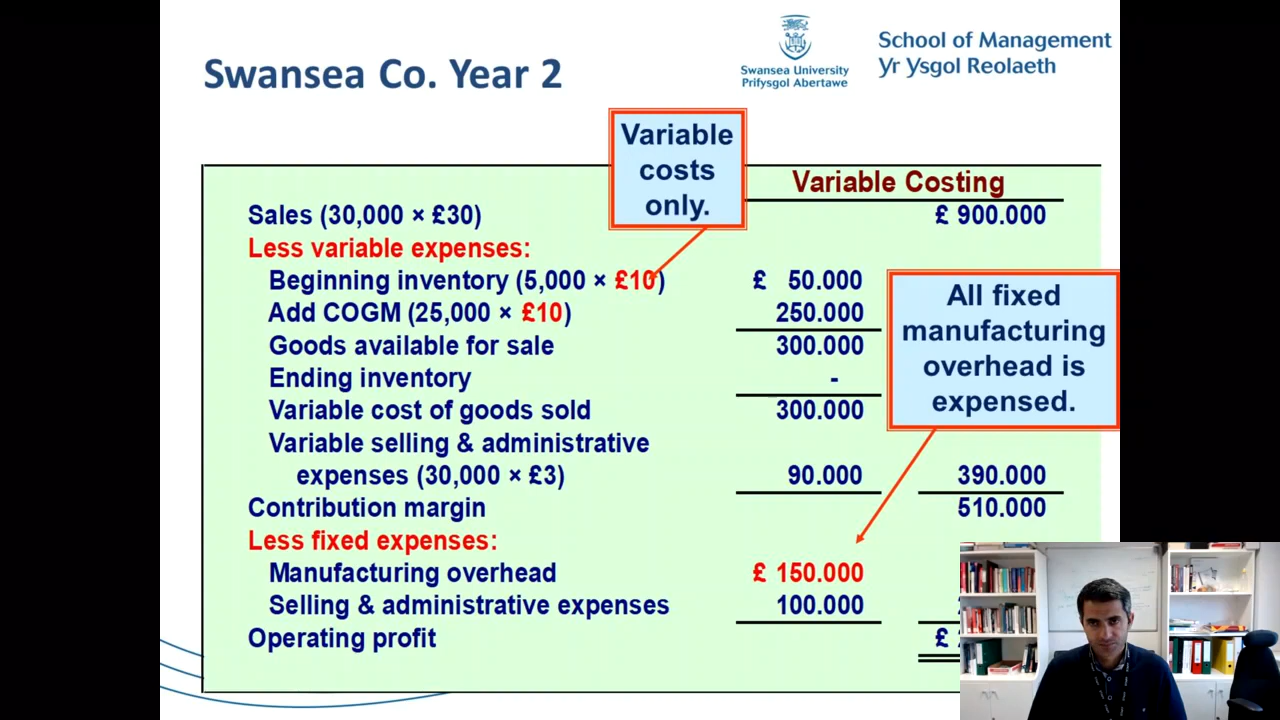 Swansea Co. Year 2
Swansea University
Prifysgol Abertawe
School of Management
Yr Ysgol Reolaeth
Variable
costs
only.
Variable Costing
Sales (30,000 × £30) £ 900.000
Less variable expenses:
Beginning inventory (5,000 × £10) £ 50.000
Add COGM (25,000 × £10) 250.000
Goods available for sale 300.000
Ending inventory -
Variable cost of goods sold 300.000
Variable selling & administrative
expenses (30,000 × £3) 90.000 390.000
Contribution margin 510.000
Less fixed expenses:
Manufacturing overhead £ 150.000
Selling & administrative expenses 100.000
Operating profit £
All fixed
manufacturing
overhead is
expensed.